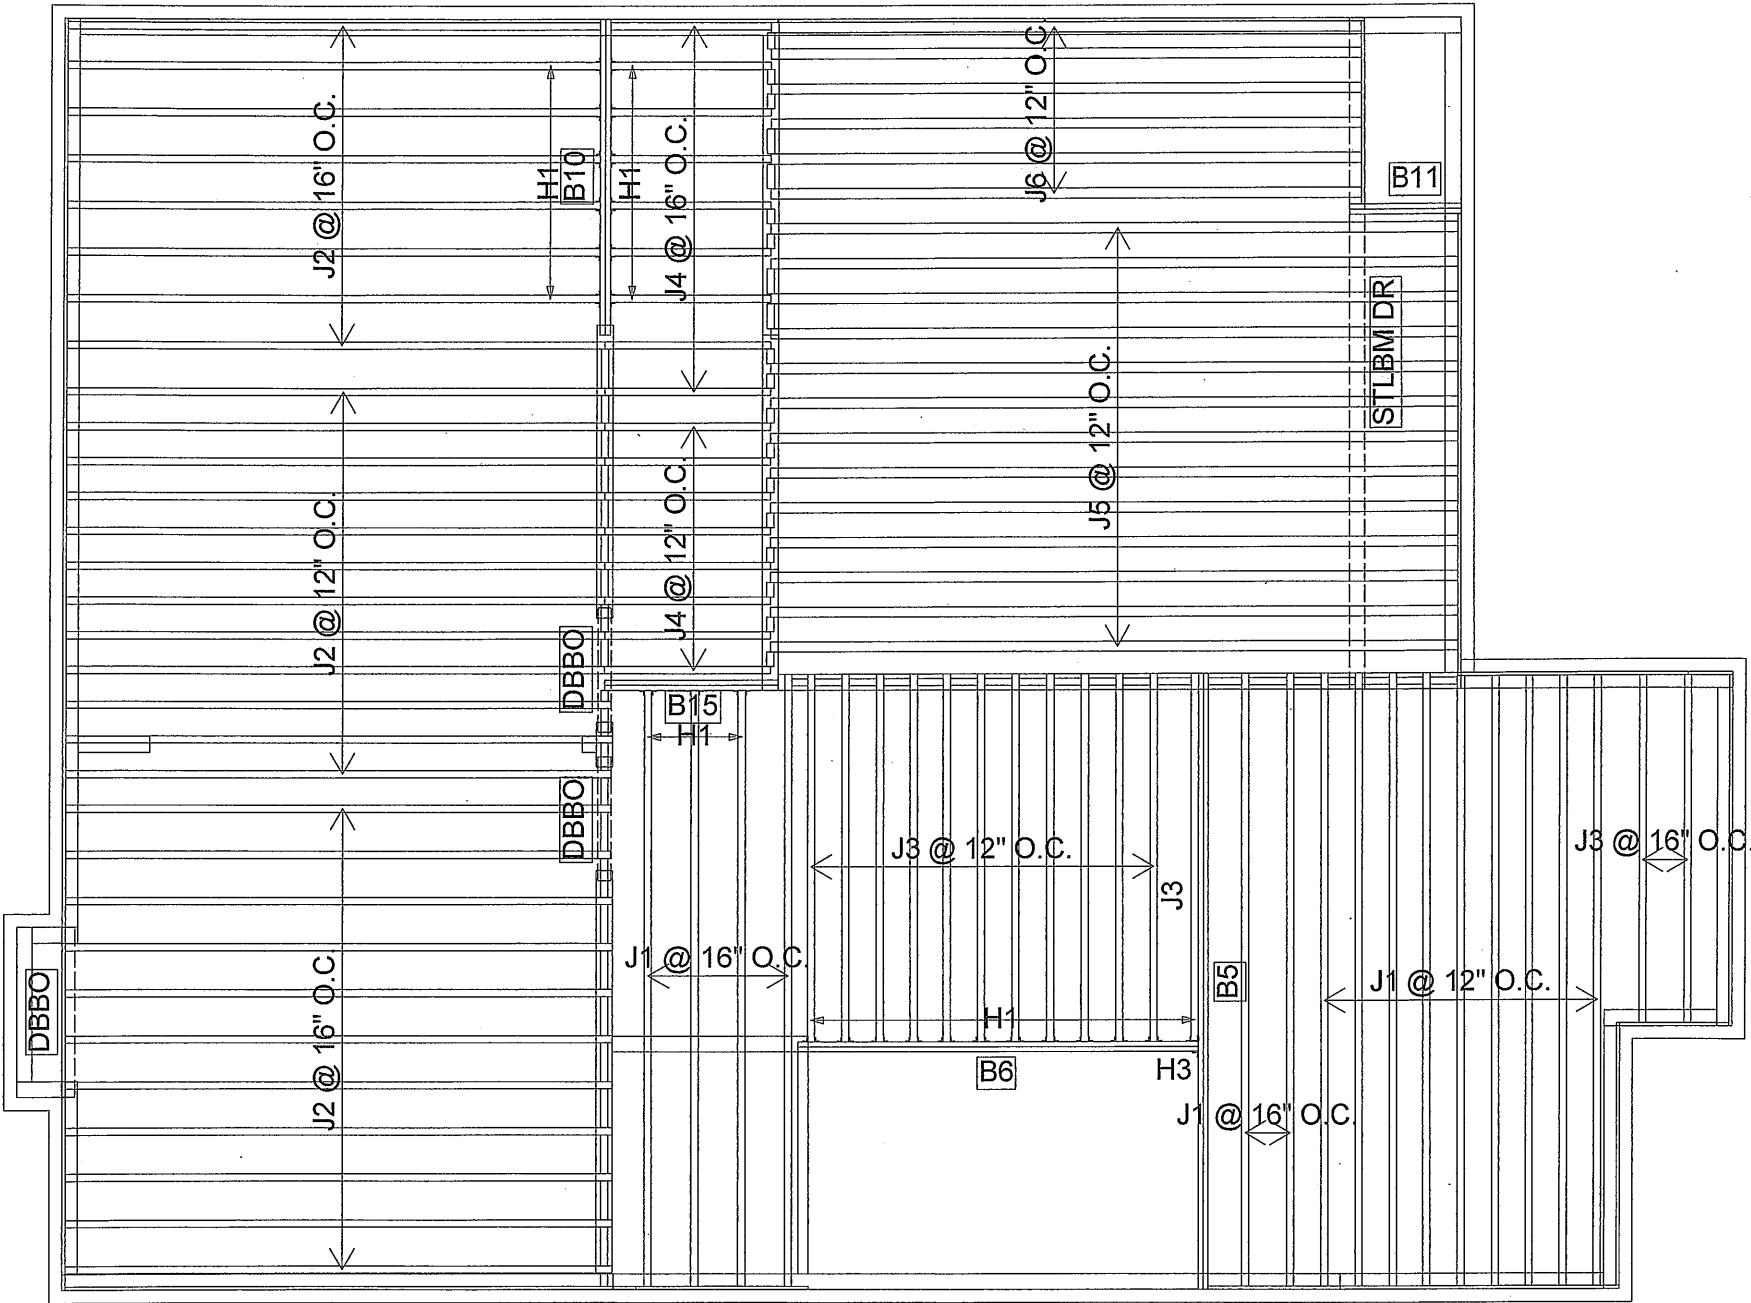 J2 @ 16" O.C.
H1
B10
H1
J4 @ 16" O.C.
J6 @ 12" O.C.
B11
STLBM DR
J5 @ 12" O.C.
J2 @ 12" O.C.
J4 @ 12" O.C.
DBBO
B15
H1
DBBO
J3 @ 12" O.C.
J3
J3 @ 16" O.C.
J1 @ 16" O.C.
B5
J1 @ 12" O.C.
DBBO
J2 @ 16" O.C.
H1
B6
H3
J1 @ 16" O.C.